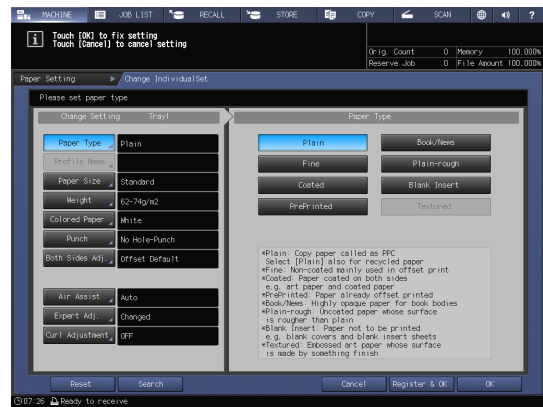 MACHINE JOB LIST RECALL STORE COPY SCAN ?
Touch [OK] to fix setting
Touch [Cancel] to cancel setting
Orig. Count 0 Memory 100.000%
Reserve Job 0 File Amount 100.000%
Paper Setting Change IndividualSet
Please set paper type
Change Setting Tray1
Paper Type
Paper Type Plain
Profile Name
Paper Size Standard
Weight 62-74g/m2
Colored Paper White
Punch No Hole-Punch
Both Sides Adj. Offset Default
Air Assist Auto
Expert Adj. Changed
Curl Adjustment OFF
Plain Book/News
Fine Plain-rough
Coated Blank Insert
PrePrinted Textured
*Plain: Copy paper called as PPC
Select [Plain] also for recycled paper
*Fine: Non-coated mainly used in offset print
*Coated: Paper coated on both sides
e.g. art paper and coated paper
*PrePrinted: Paper already offset printed
*Book/News: Highly opaque paper for book bodies
*Plain-rough: Uncoated paper whose surface
is rougher than plain
*Blank Insert: Paper not to be printed
e.g. blank covers and blank insert sheets
*Textured: Embossed art paper whose surface
is made by something finish
Reset Search Cancel Register & OK OK
07:26 Ready to receive